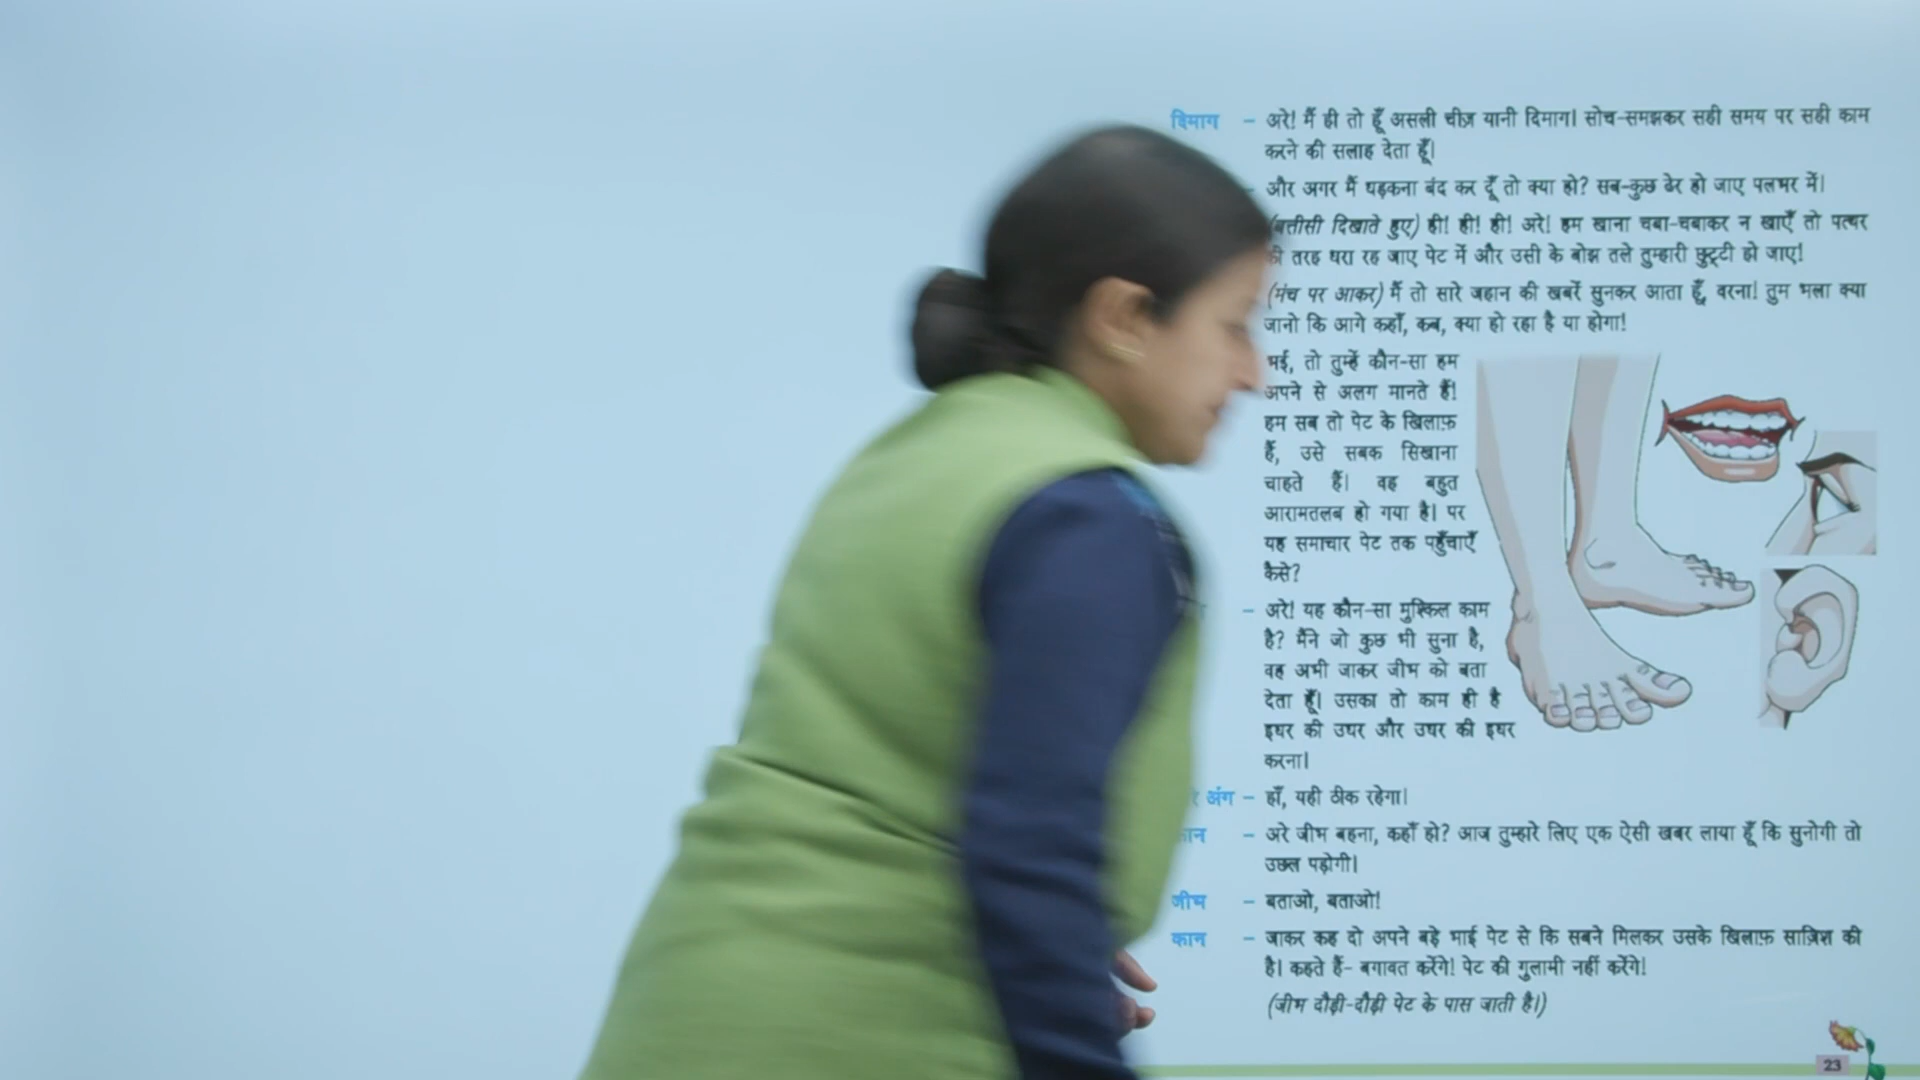 दिमाग – अरे! मैं ही तो हूँ असली चीज़ यानी दिमाग। सोच-समझकर सही समय पर सही काम
करने की सलाह देता हूँ।
– और अगर मैं धड़कना बंद कर दूँ तो क्या हो? सब-कुछ ढेर हो जाए पलभर में।
(बत्तीसी दिखाते हुए) ही! ही! ही! अरे! हम खाना चबा-चबाकर न खाएँ तो पत्थर
की तरह धरा रह जाए पेट में और उसी के बोझ तले तुम्हारी छुट्टी हो जाए!
(मंच पर आकर) मैं तो सारे जहान की खबरें सुनकर आता हूँ, वरना! तुम भला क्या
जानो कि आगे कहाँ, कब, क्या हो रहा है या होगा!
भई, तो तुम्हें कौन-सा हम
अपने से अलग मानते हैं!
हम सब तो पेट के खिलाफ़
हैं, उसे सबक सिखाना
चाहते हैं। वह बहुत
आरामतलब हो गया है। पर
यह समाचार पेट तक पहुँचाएँ
कैसे?
– अरे! यह कौन-सा मुश्किल काम
है? मैंने जो कुछ भी सुना है,
वह अभी जाकर जीभ को बता
देता हूँ। उसका तो काम ही है
इधर की उधर और उधर की इधर
करना।
अंग – हाँ, यही ठीक रहेगा।
– अरे जीभ बहना, कहाँ हो? आज तुम्हारे लिए एक ऐसी खबर लाया हूँ कि सुनोगी तो
उछल पड़ोगी।
जीभ – बताओ, बताओ!
कान – जाकर कह दो अपने बड़े भाई पेट से कि सबने मिलकर उसके खिलाफ़ साज़िश की
है। कहते हैं- बगावत करेंगे! पेट की गुलामी नहीं करेंगे!
(जीभ दौड़ी-दौड़ी पेट के पास जाती है।)
23